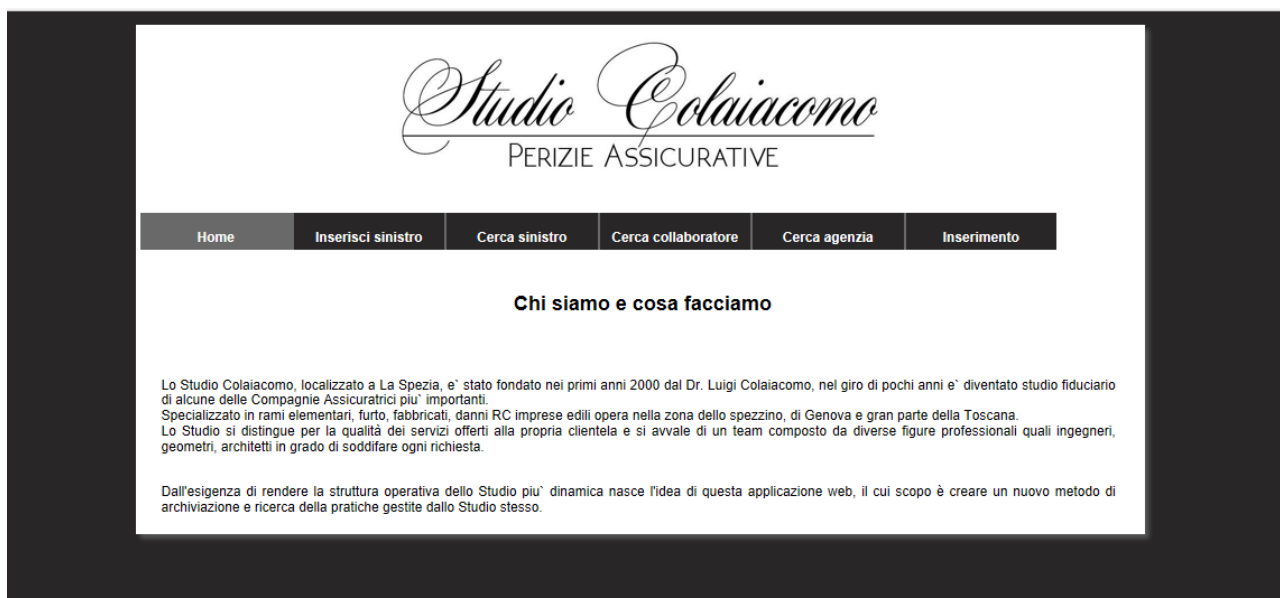 Studio Colaiacomo
PERIZIE ASSICURATIVE
Home Inserisci sinistro Cerca sinistro Cerca collaboratore Cerca agenzia Inserimento
Chi siamo e cosa facciamo
Lo Studio Colaiacomo, localizzato a La Spezia, e` stato fondato nei primi anni 2000 dal Dr. Luigi Colaiacomo, nel giro di pochi anni e` diventato studio fiduciario
di alcune delle Compagnie Assicuratrici piu` importanti.
Specializzato in rami elementari, furto, fabbricati, danni RC imprese edili opera nella zona dello spezzino, di Genova e gran parte della Toscana.
Lo Studio si distingue per la qualità dei servizi offerti alla propria clientela e si avvale di un team composto da diverse figure professionali quali ingegneri,
geometri, architetti in grado di soddifare ogni richiesta.
Dall'esigenza di rendere la struttura operativa dello Studio piu` dinamica nasce l'idea di questa applicazione web, il cui scopo è creare un nuovo metodo di
archiviazione e ricerca della pratiche gestite dallo Studio stesso.